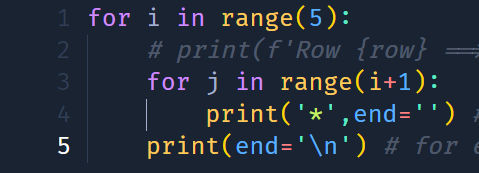 1 for i in range(5):
2 # print(f'Row {row} ==
3 for j in range(i+1):
4 print('*',end='') #
5 print(end='\n') # for